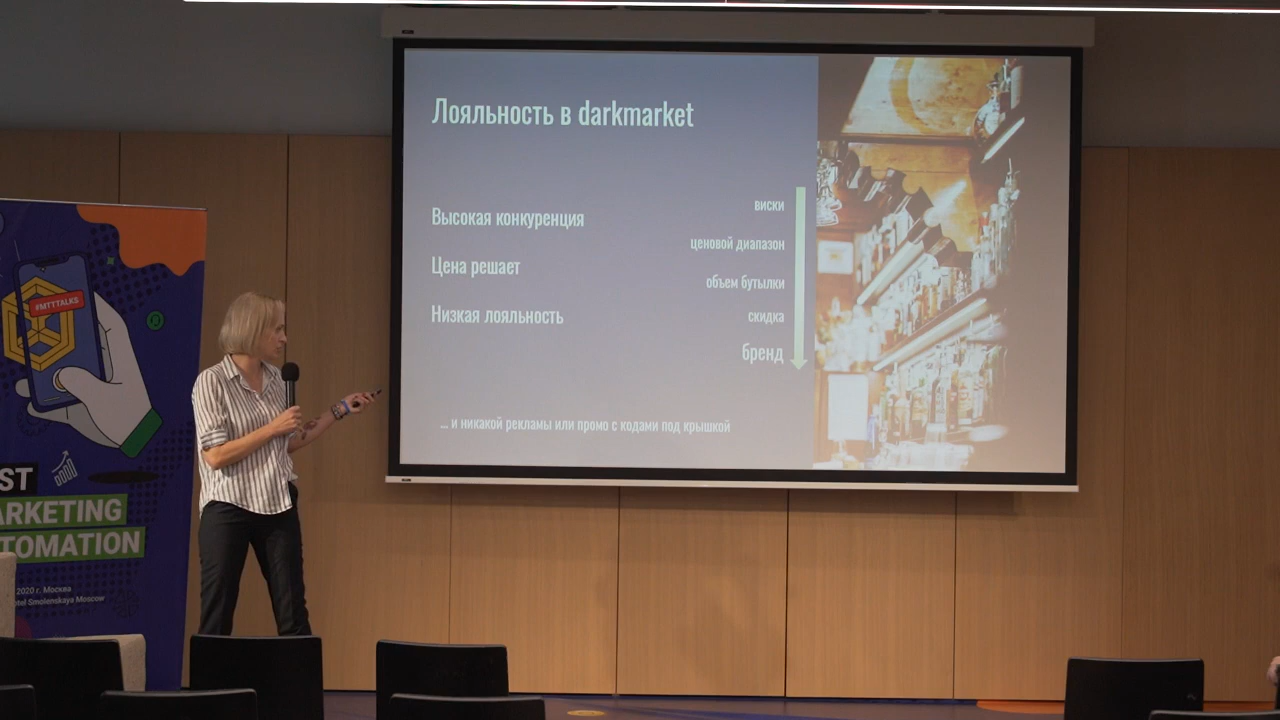 Лояльность в darkmarket
Высокая конкуренция
Цена решает
Низкая лояльность
виски
ценовой диапазон
объем бутылки
скидка
бренд
... и никакой рекламы или промо с кодами под крышкой
#MTTTALKS
ST
ARKETING
TOMATION
2020 г. Москва
tel Smolenskaya Moscow